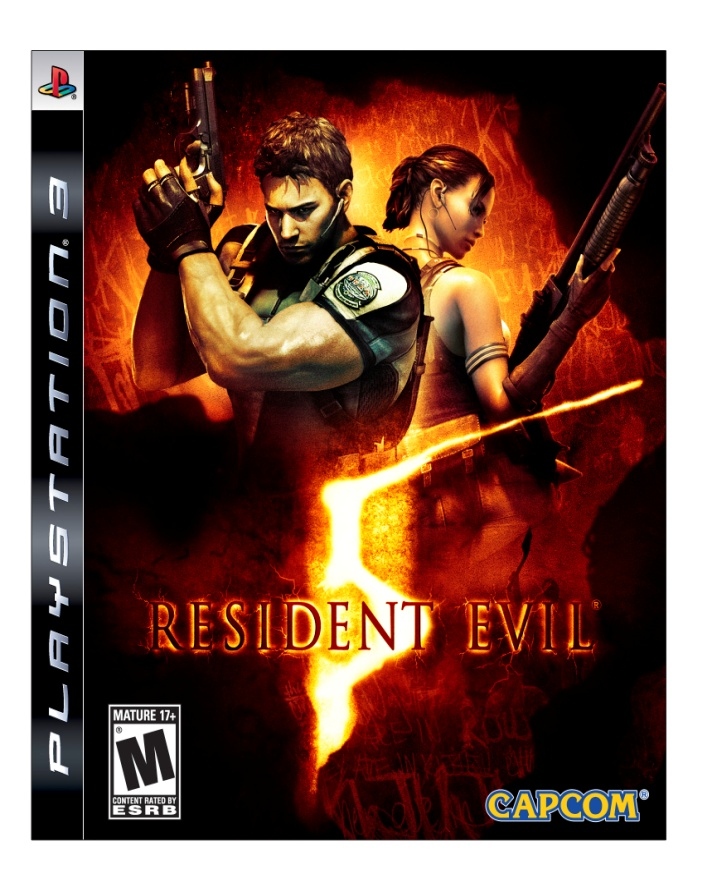 PLAYSTATION® 3
5
RESIDENT EVIL®
MATURE 17+
®
M
CONTENT RATED BY
ESRB
CAPCOM®